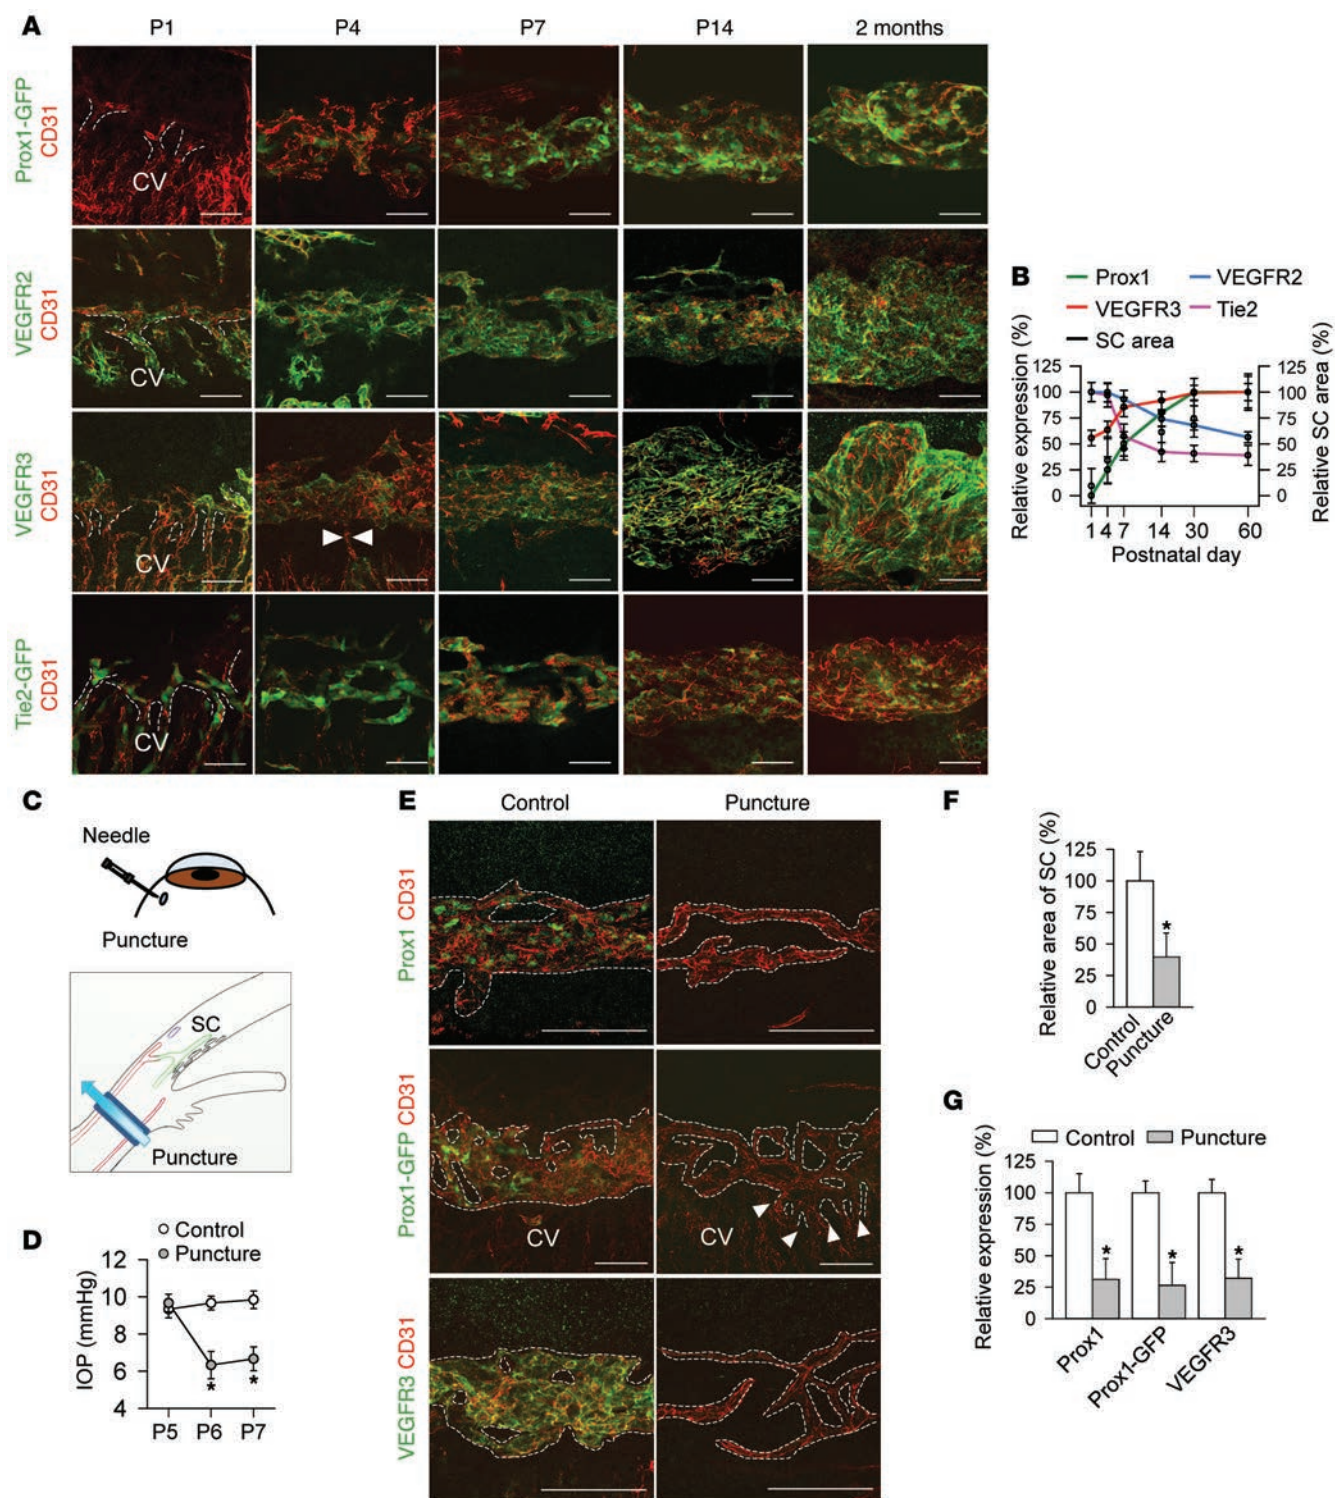 A
P1 P4 P7 P14 2 months
Prox1-GFP
CD31
CV
VEGFR2
CD31
CV
VEGFR3
CD31
CV
Tie2-GFP
CD31
CV
B
Prox1 VEGFR2
VEGFR3 Tie2
SC area
Relative expression (%)
125
100
75
50
25
0
125
100
75
50
25
0
Relative SC area
(%)
1 4 7 14 30 60
Postnatal day
C
Needle
Puncture
SC
Puncture
D
Control
Puncture
IOP (mmHg)
12
10
8
6
4
* *
P5 P6 P7
E
Control Puncture
Prox1 CD31
Prox1-GFP CD31
CV CV
VEGFR3 CD31
F
Relative area of SC (%)
125
100
75
50
25
0
*
Control
Puncture
G
Control Puncture
Relative expression (%)
125
100
75
50
25
0
* * *
Prox1
Prox1-GFP
VEGFR3